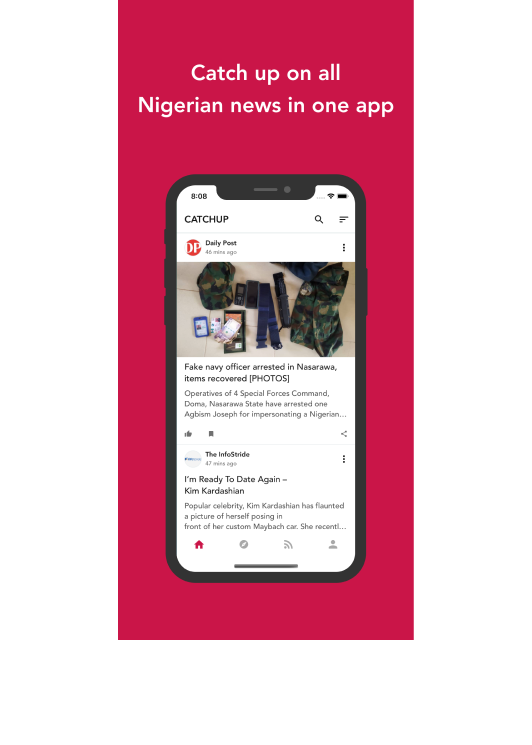 Catch up on all
Nigerian news in one app
8:08
CATCHUP
DP
Daily Post
46 mins ago
Fake navy officer arrested in Nasarawa,
items recovered [PHOTOS]
Operatives of 4 Special Forces Command,
Doma, Nasarawa State have arrested one
Agbism Joseph for impersonating a Nigerian...
The InfoStride
47 mins ago
I'm Ready To Date Again –
Kim Kardashian
Popular celebrity, Kim Kardashian has flaunted
a picture of herself posing in
front of her custom Maybach car. She recentl...